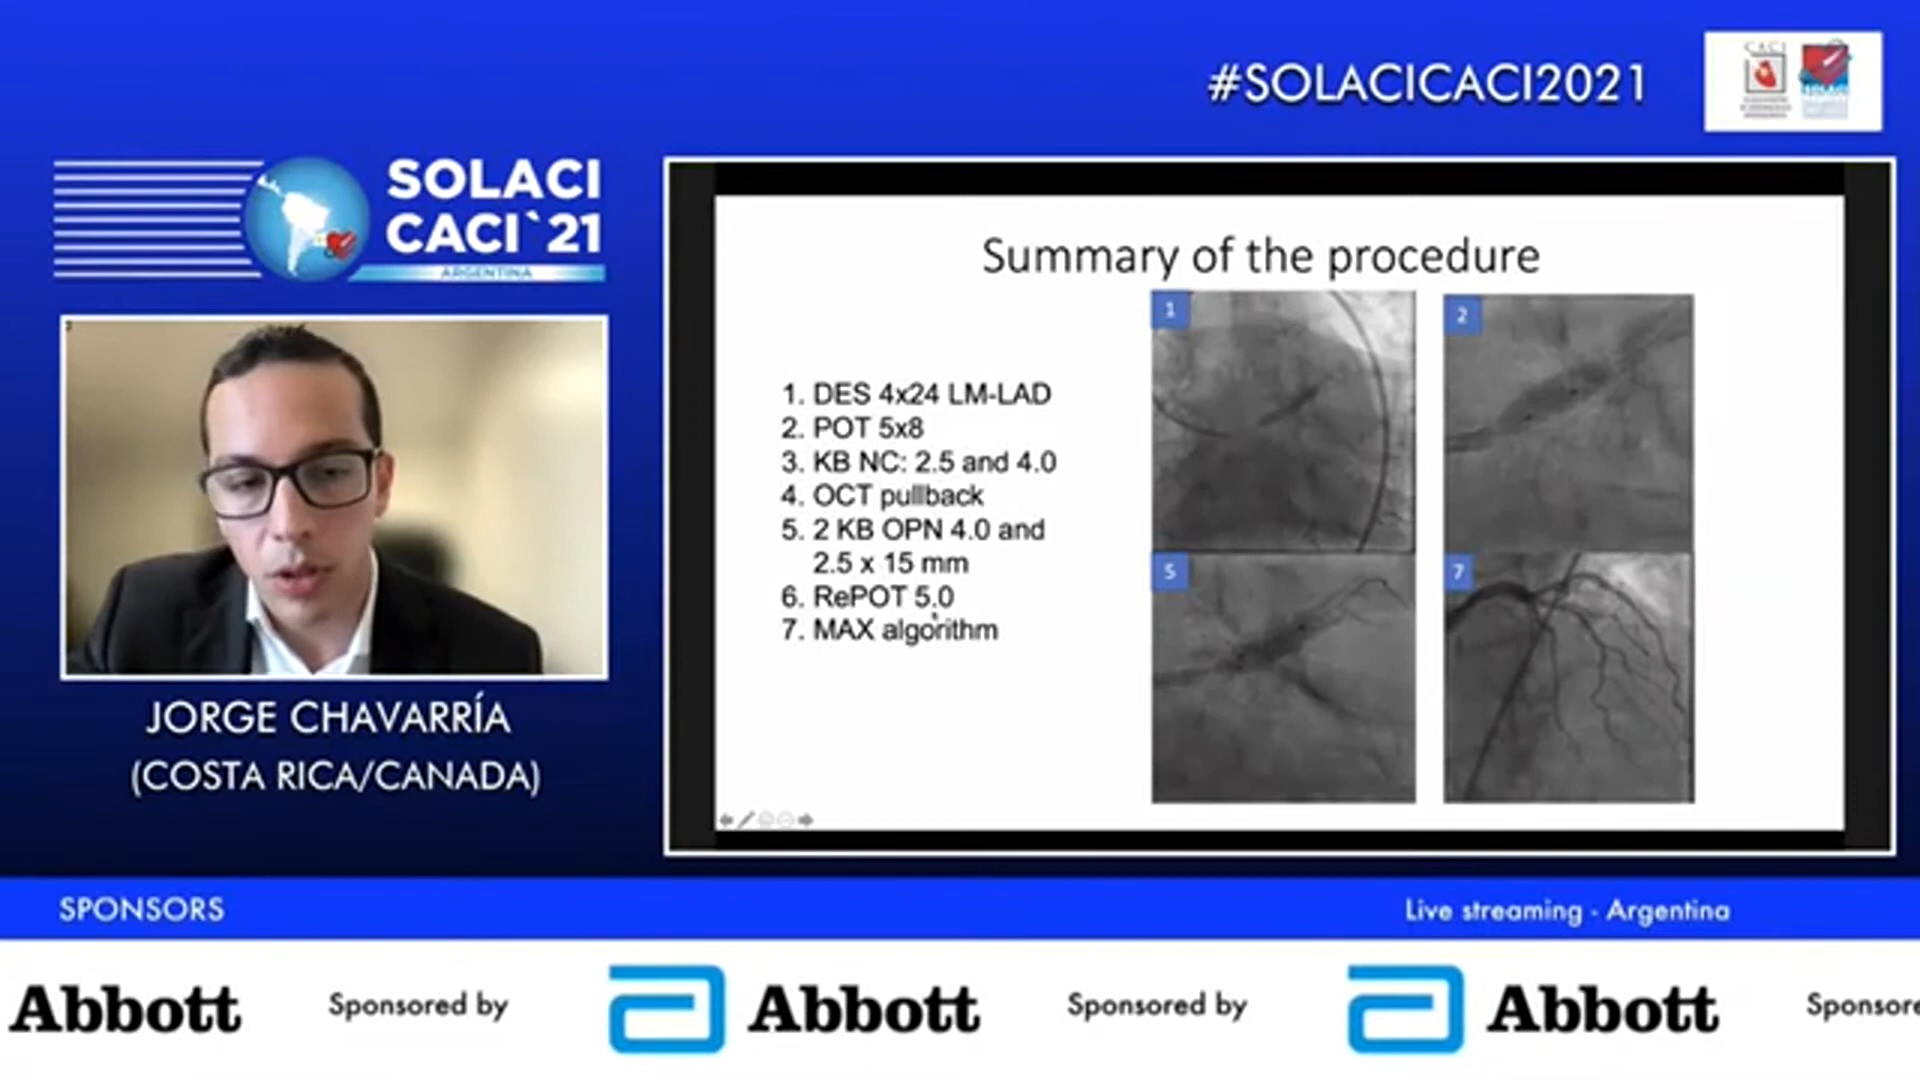 #SOLACICACI2021
CACI
SOLACI
SOLACI
CACI`21
ARGENTINA
JORGE CHAVARRÍA
(COSTA RICA/CANADA)
Summary of the procedure
1. DES 4x24 LM-LAD
2. POT 5x8
3. KB NC: 2.5 and 4.0
4. OCT pullback
5. 2 KB OPN 4.0 and
2.5 x 15 mm
6. RePOT 5.0
7. MAX algorithm
1
2
5
7
SPONSORS
Live streaming - Argentina
Abbott Sponsored by Abbott Sponsored by Abbott Sponsore